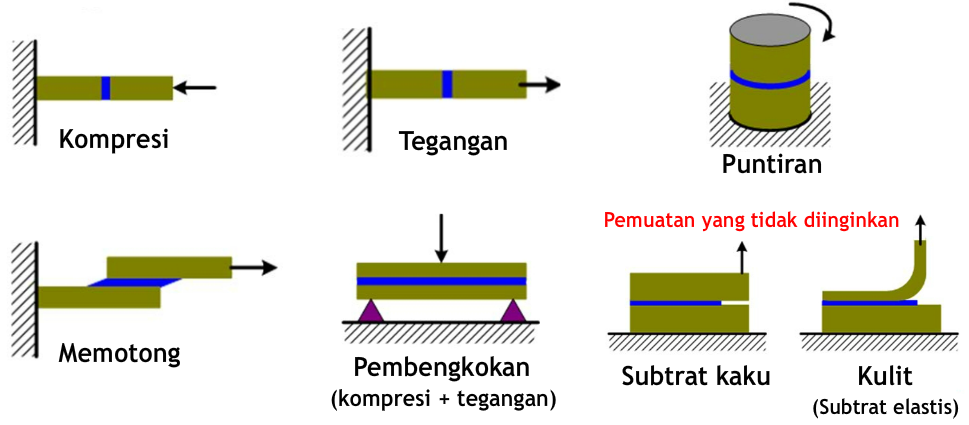 Kompresi
Tegangan
Puntiran
Memotong
Pembengkokan
(kompresi + tegangan)
Pemuatan yang tidak diinginkan
Subtrat kaku
Kulit
(Subtrat elastis)